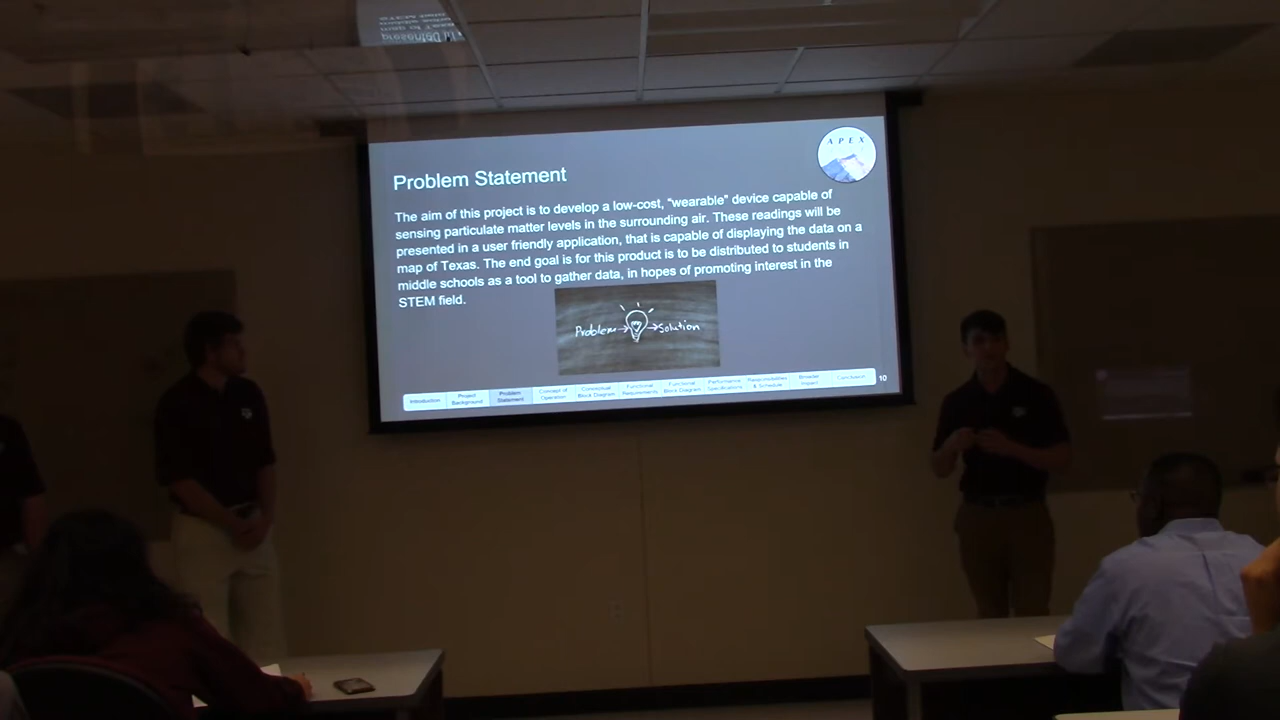 APEX
Problem Statement
The aim of this project is to develop a low-cost, “wearable” device capable of
sensing particulate matter levels in the surrounding air. These readings will be
presented in a user friendly application, that is capable of displaying the data on a
map of Texas. The end goal is for this product is to be distributed to students in
middle schools as a tool to gather data, in hopes of promoting interest in the
STEM field.
Problem → → Solution
Introduction
Project Background
Problem Statement
Concept of Operation
Conceptual Block Diagram
Functional Requirements
Functional Block Diagram
Performance Specifications
Responsibilities & Schedule
Broader Impact
Conclusion
10